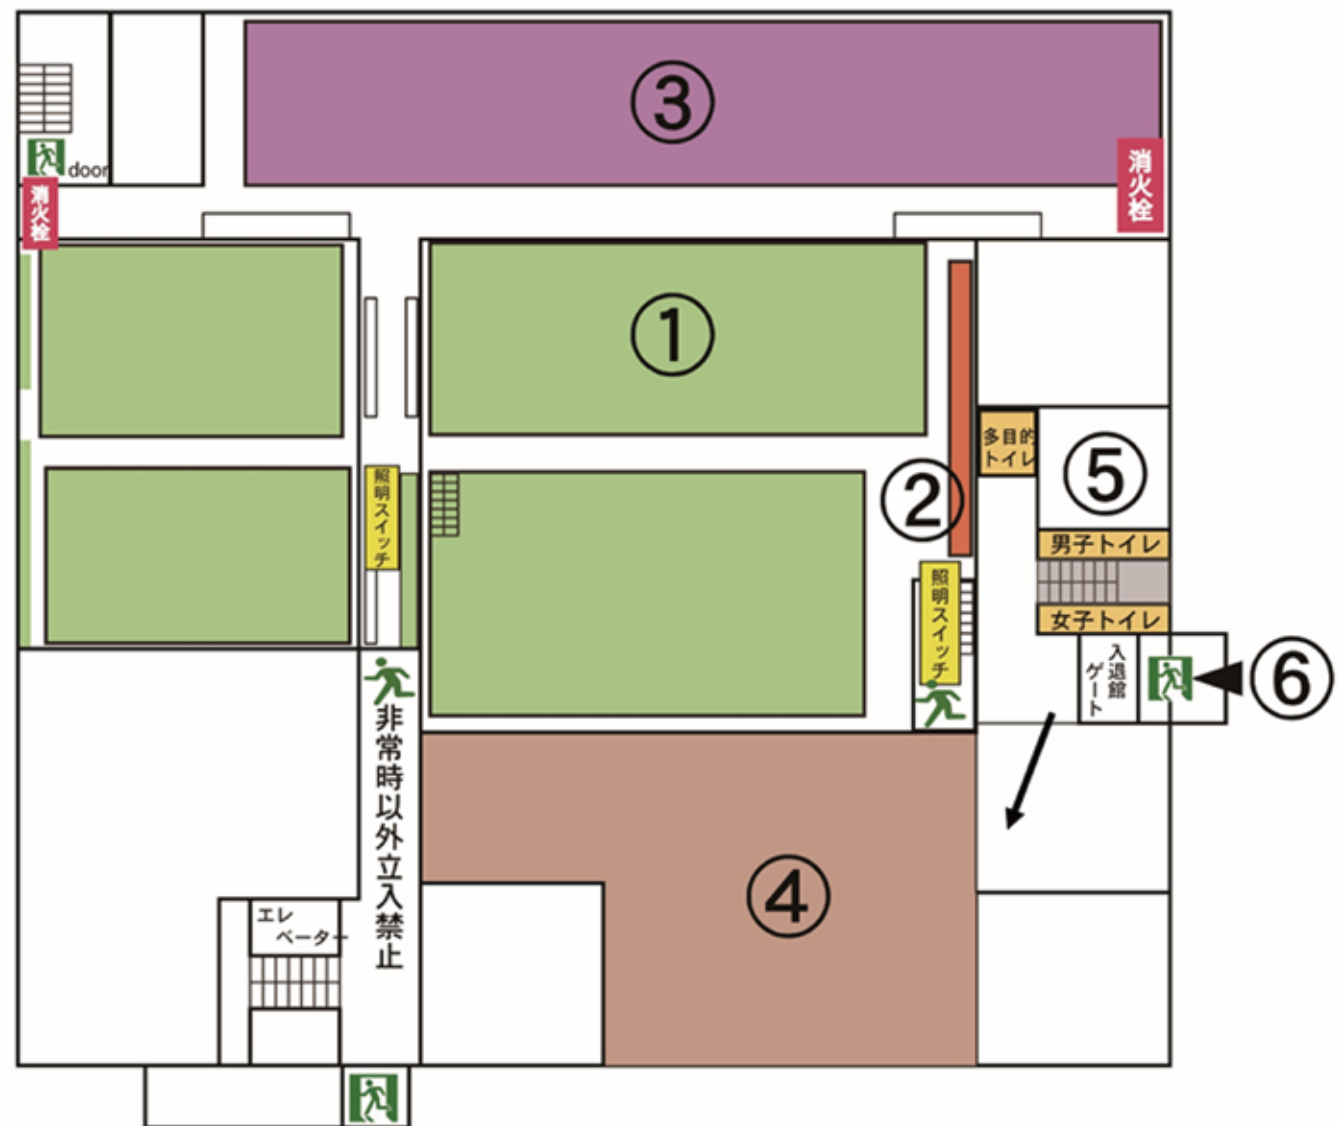 ③
door
消火栓
消火栓
①
多目的
トイレ
⑤
②
照明スイッチ
男子トイレ
照明スイッチ
女子トイレ
入退館
ゲート
⑥
非常時以外立入禁止
④
エレ
ベーター